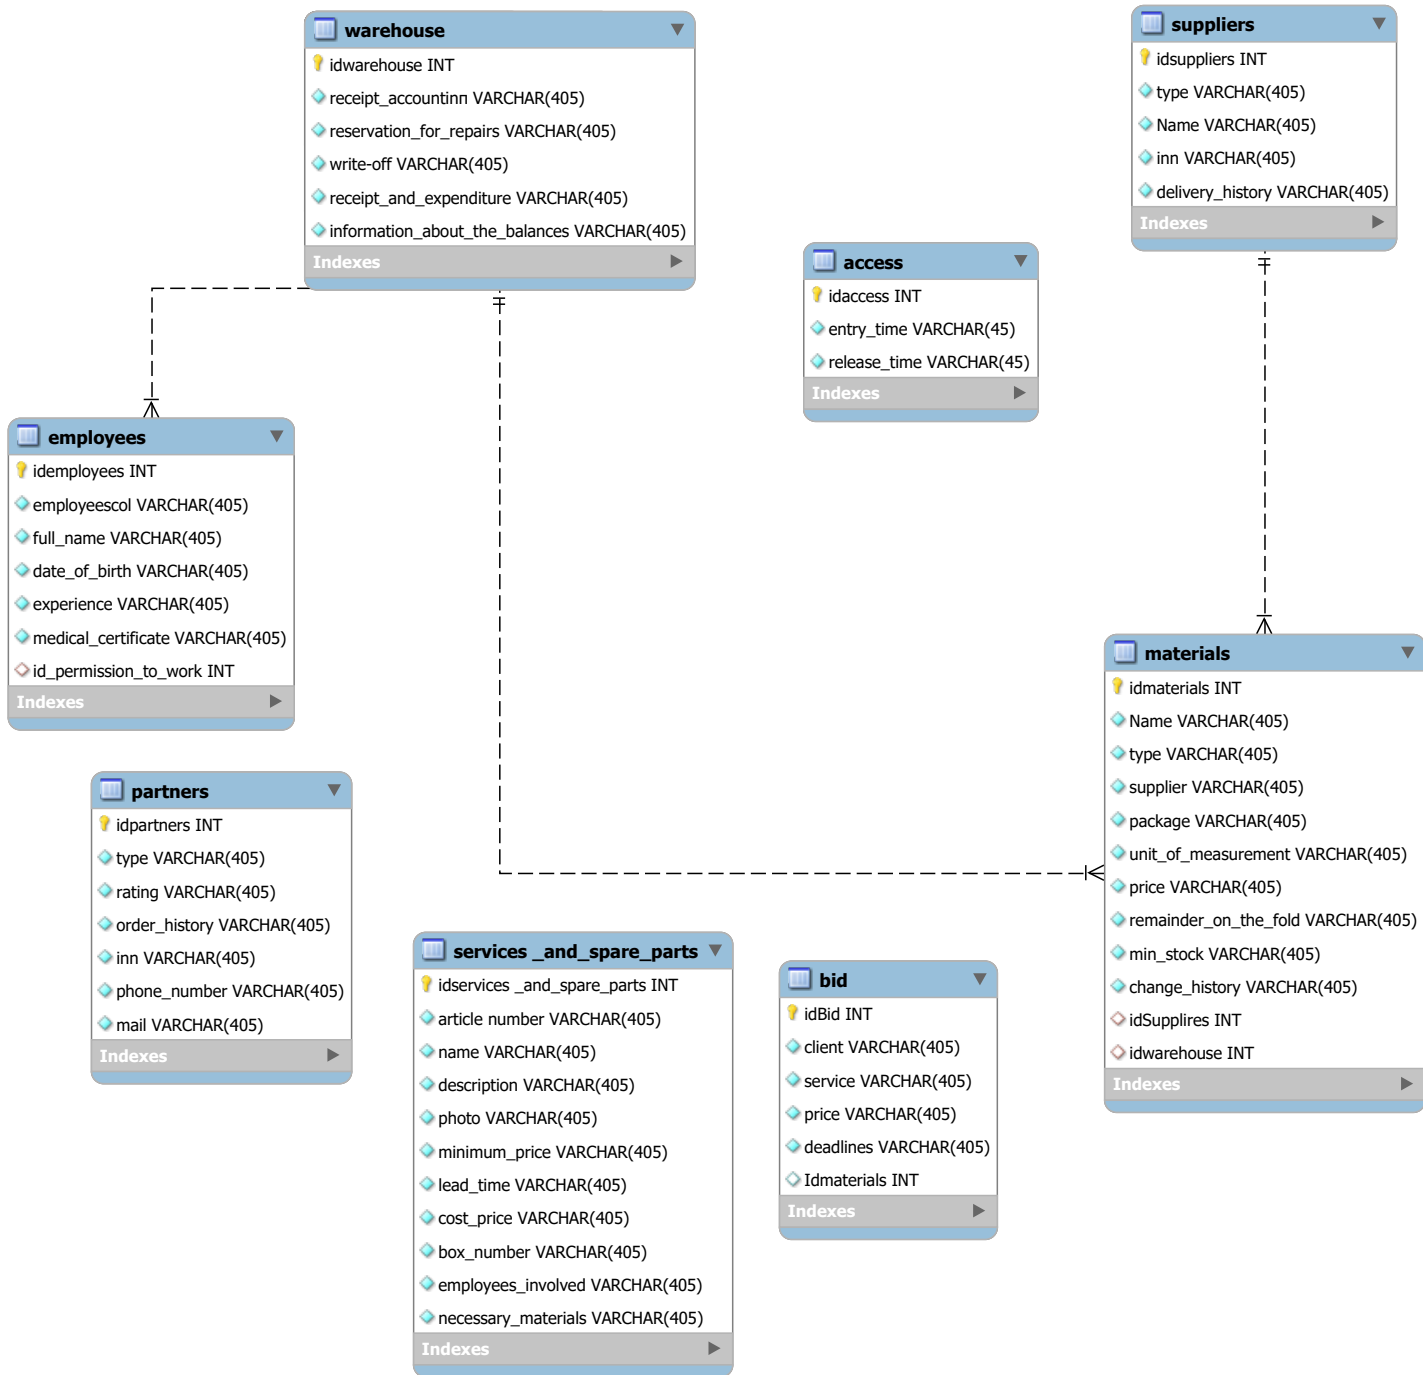 warehouse
idwarehouse INT
receipt_accountinп VARCHAR(405)
reservation_for_repairs VARCHAR(405)
write-off VARCHAR(405)
receipt_and_expenditure VARCHAR(405)
information_about_the_balances VARCHAR(405)
Indexes
suppliers
idsuppliers INT
type VARCHAR(405)
Name VARCHAR(405)
inn VARCHAR(405)
delivery_history VARCHAR(405)
Indexes
access
idaccess INT
entry_time VARCHAR(45)
release_time VARCHAR(45)
Indexes
employees
idemployees INT
employeescol VARCHAR(405)
full_name VARCHAR(405)
date_of_birth VARCHAR(405)
experience VARCHAR(405)
medical_certificate VARCHAR(405)
id_permission_to_work INT
Indexes
materials
idmaterials INT
Name VARCHAR(405)
type VARCHAR(405)
supplier VARCHAR(405)
package VARCHAR(405)
unit_of_measurement VARCHAR(405)
price VARCHAR(405)
remainder_on_the_fold VARCHAR(405)
min_stock VARCHAR(405)
change_history VARCHAR(405)
idSupplires INT
idwarehouse INT
Indexes
partners
idpartners INT
type VARCHAR(405)
rating VARCHAR(405)
order_history VARCHAR(405)
inn VARCHAR(405)
phone_number VARCHAR(405)
mail VARCHAR(405)
Indexes
services _and_spare_parts
idservices _and_spare_parts INT
article number VARCHAR(405)
name VARCHAR(405)
description VARCHAR(405)
photo VARCHAR(405)
minimum_price VARCHAR(405)
lead_time VARCHAR(405)
cost_price VARCHAR(405)
box_number VARCHAR(405)
employees_involved VARCHAR(405)
necessary_materials VARCHAR(405)
Indexes
bid
idBid INT
client VARCHAR(405)
service VARCHAR(405)
price VARCHAR(405)
deadlines VARCHAR(405)
Idmaterials INT
Indexes